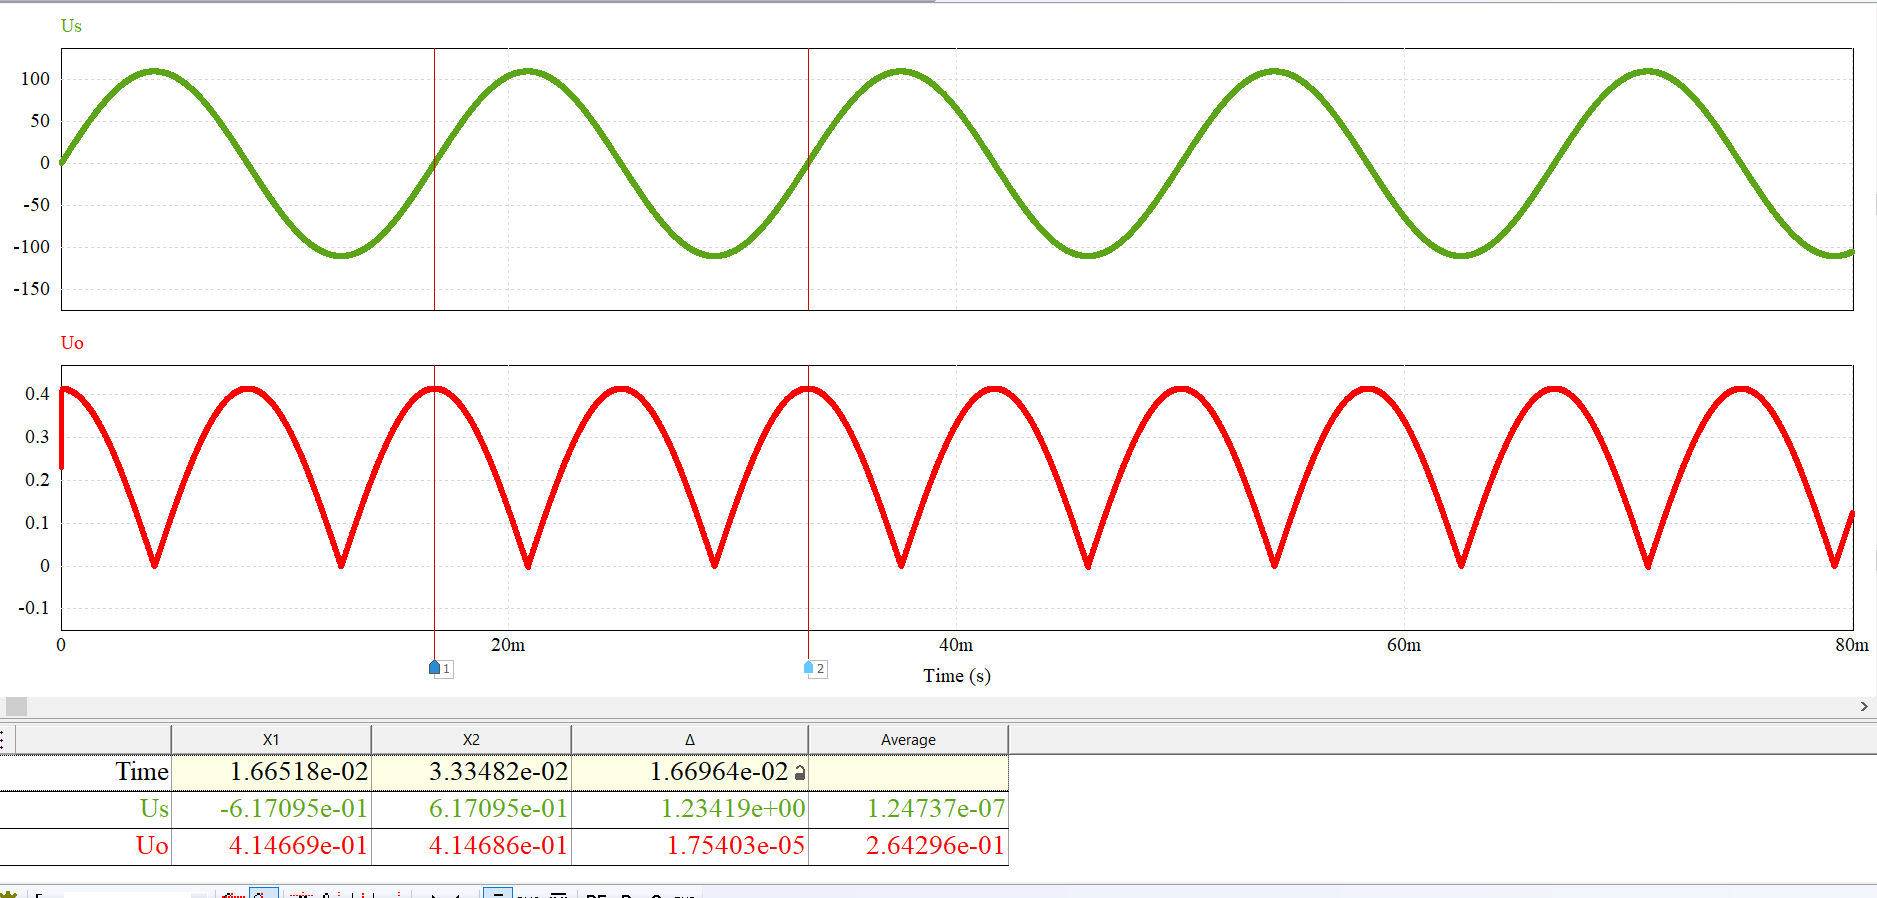 Us
100
50
0
-50
-100
-150
Uo
0.4
0.3
0.2
0.1
0
-0.1
0 20m 40m 60m 80m
1 2
Time (s)
X1 X2 Δ Average
Time 1.66518e-02 3.33482e-02 1.66964e-02
Us -6.17095e-01 6.17095e-01 1.23419e+00 1.24737e-07
Uo 4.14669e-01 4.14686e-01 1.75403e-05 2.64296e-01